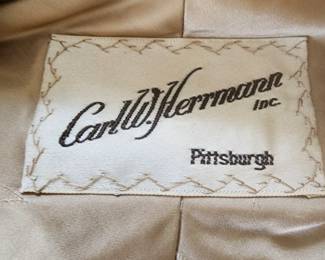 Carl W. Herrmann
Inc.
Pittsburgh